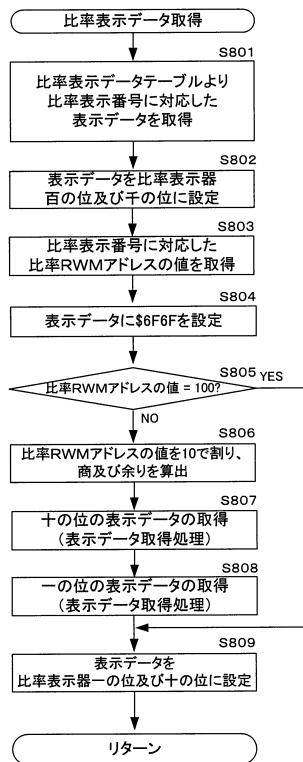 比率表示データ取得
S801
比率表示データテーブルより
比率表示番号に対応した
表示データを取得
S802
表示データを比率表示器
百の位及び千の位に設定
S803
比率表示番号に対応した
比率RWMアドレスの値を取得
S804
表示データに$6F6Fを設定
S805
比率RWMアドレスの値 = 100?
YES
NO
S806
比率RWMアドレスの値を10で割り、
商及び余りを算出
S807
十の位の表示データの取得
(表示データ取得処理)
S808
一の位の表示データの取得
(表示データ取得処理)
S809
表示データを
比率表示器一の位及び十の位に設定
リターン